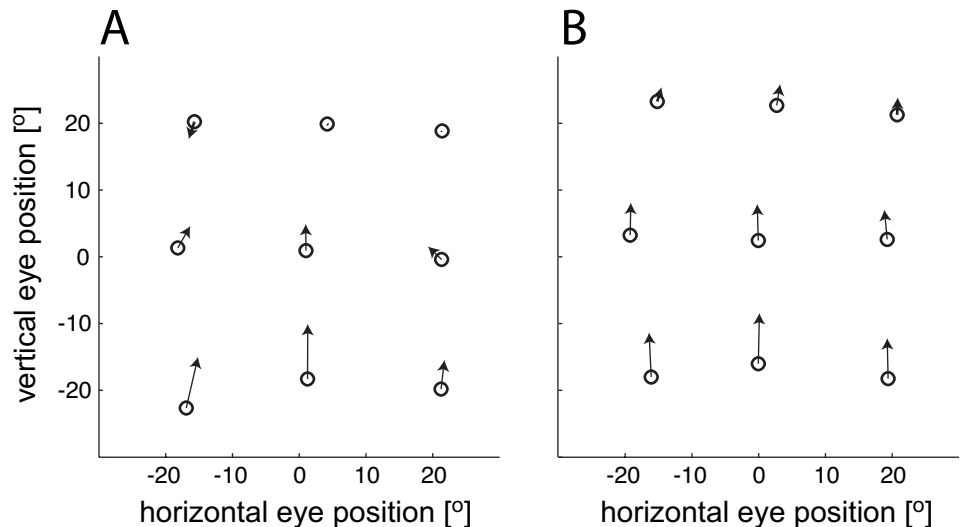 A
B
vertical eye position [º]
20
10
0
-10
-20
-20 -10 0 10 20
-20 -10 0 10 20
horizontal eye position [º]
horizontal eye position [º]